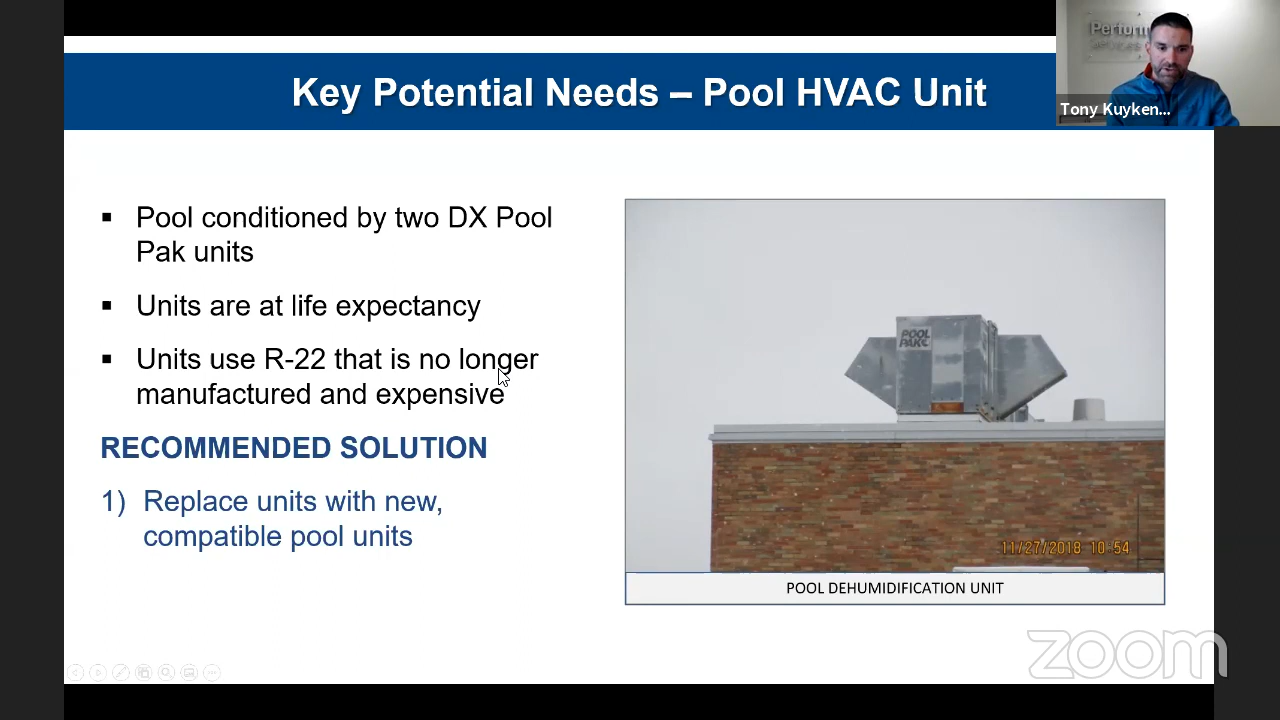 Key Potential Needs – Pool HVAC Unit
Tony Kuyken...
▪ Pool conditioned by two DX Pool
Pak units
▪ Units are at life expectancy
▪ Units use R-22 that is no longer
manufactured and expensive
RECOMMENDED SOLUTION
1) Replace units with new,
compatible pool units
POOL
PAK
11/27/2018 10:54
POOL DEHUMIDIFICATION UNIT
zoom